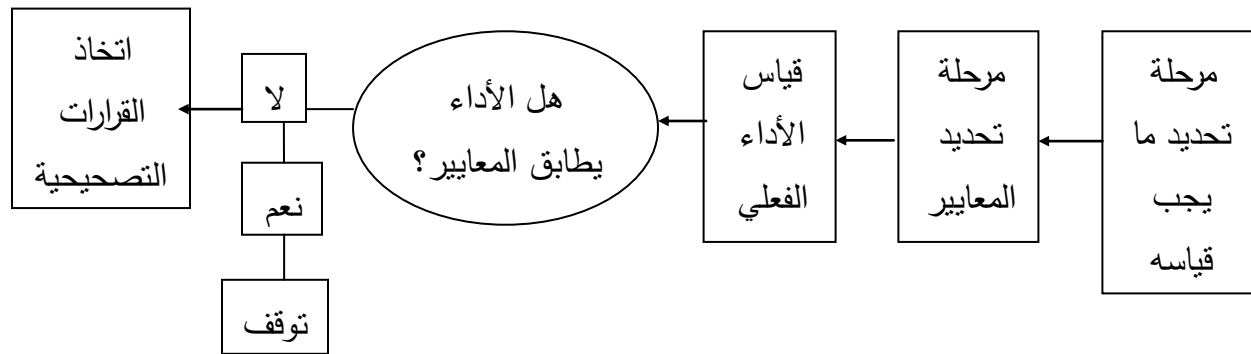 مرحلة
تحديد ما
يجب
قياسه
مرحلة
تحديد
المعايير
قياس
الأداء
الفعلي
هل الأداء
يطابق المعايير؟
لا
نعم
توقف
اتخاذ
القرارات
التصحيحية